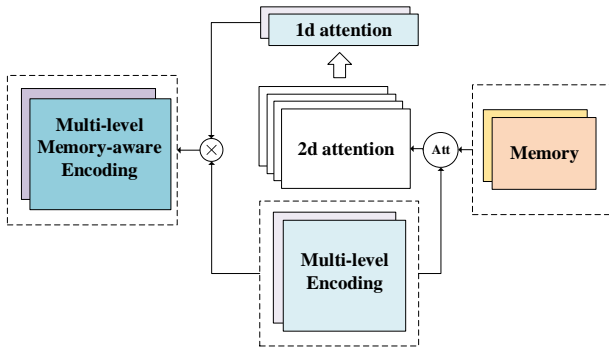 1d attention
Multi-level
Memory-aware
Encoding
2d attention
Att
Memory
Multi-level
Encoding